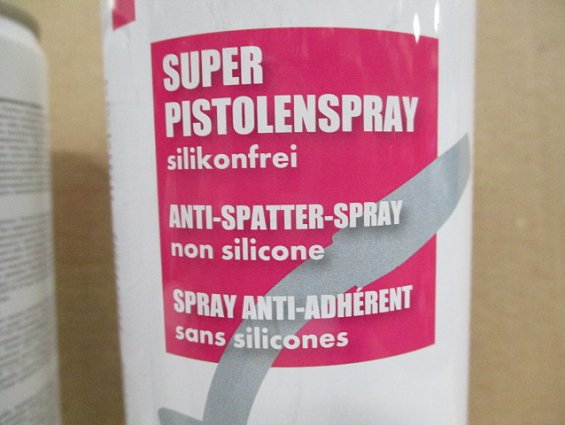 SUPER
PISTOLENSPRAY
silikonfrei
ANTI-SPATTER-SPRAY
non silicone
SPRAY ANTI-ADHÉRENT
sans silicones